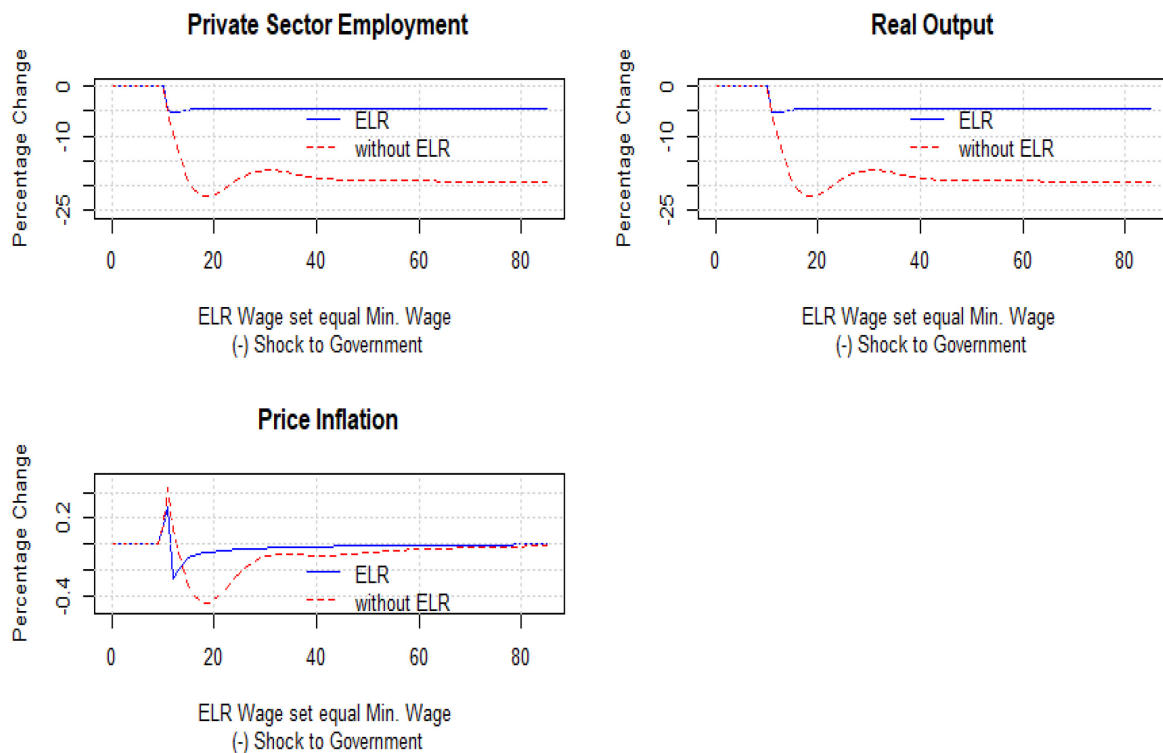 Private Sector Employment
Percentage Change
0
-10
-25
ELR
without ELR
0 20 40 60 80
ELR Wage set equal Min. Wage
(-) Shock to Government
Real Output
Percentage Change
0
-10
-25
ELR
without ELR
0 20 40 60 80
ELR Wage set equal Min. Wage
(-) Shock to Government
Price Inflation
Percentage Change
0.2
-0.4
ELR
without ELR
0 20 40 60 80
ELR Wage set equal Min. Wage
(-) Shock to Government